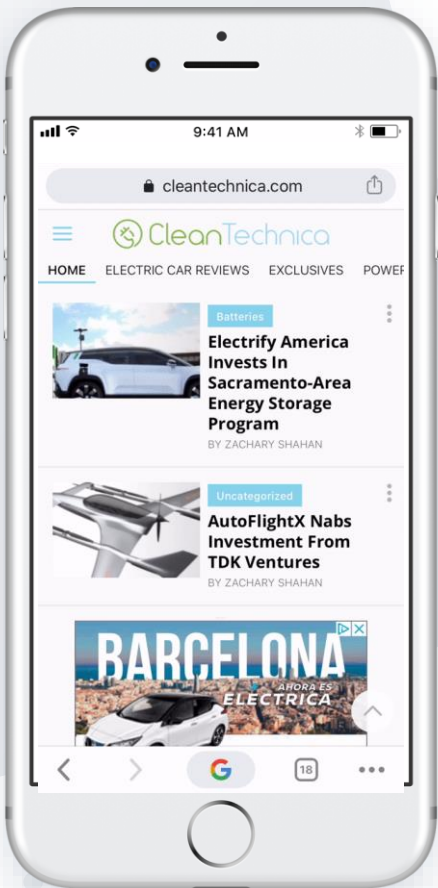 9:41 AM
cleantechnica.com
CleanTechnica
HOME ELECTRIC CAR REVIEWS EXCLUSIVES POWER
Batteries
Electrify America
Invests In
Sacramento-Area
Energy Storage
Program
BY ZACHARY SHAHAN
Uncategorized
AutoFlightX Nabs
Investment From
TDK Ventures
BY ZACHARY SHAHAN
BARCELONA
AHORA ES
ELÉCTRICA
G
18